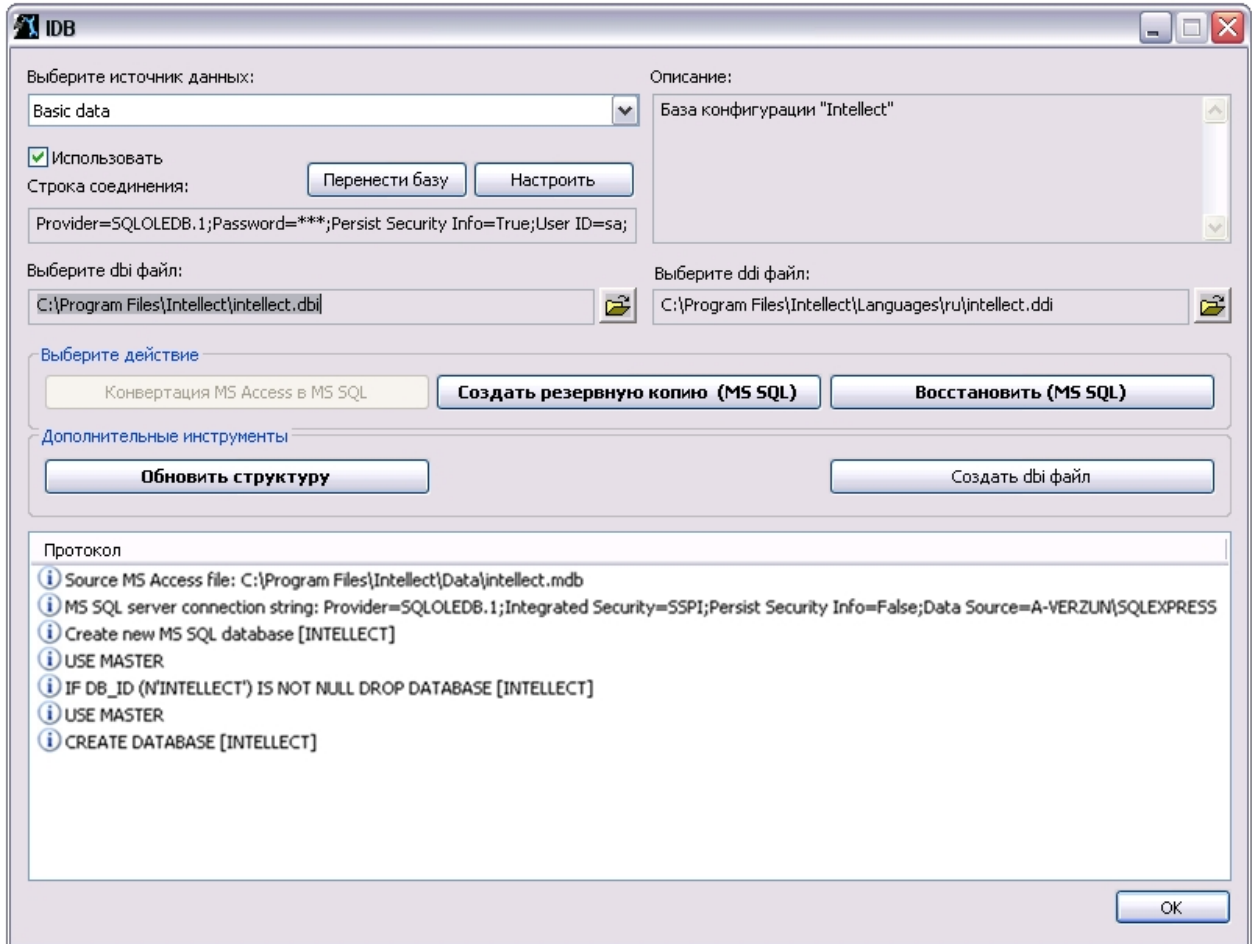 IDB
Выберите источник данных:
Описание:
Basic data
База конфигурации "Intellect"
Использовать
Строка соединения:
Перенести базу
Настроить
Provider=SQLOLEDB.1;Password=***;Persist Security Info=True;User ID=sa;
Выберите dbi файл:
Выберите ddi файл:
C:\Program Files\Intellect\intellect.dbi
C:\Program Files\Intellect\Languages\ru\intellect.ddi
Выберите действие
Конвертация MS Access в MS SQL
Создать резервную копию (MS SQL)
Восстановить (MS SQL)
Дополнительные инструменты
Обновить структуру
Создать dbi файл
Протокол
Source MS Access file: C:\Program Files\Intellect\Data\intellect.mdb
MS SQL server connection string: Provider=SQLOLEDB.1;Integrated Security=SSPI;Persist Security Info=False;Data Source=A-VERZUN\SQLEXPRESS
Create new MS SQL database [INTELLECT]
USE MASTER
IF DB_ID (N'INTELLECT') IS NOT NULL DROP DATABASE [INTELLECT]
USE MASTER
CREATE DATABASE [INTELLECT]
OK